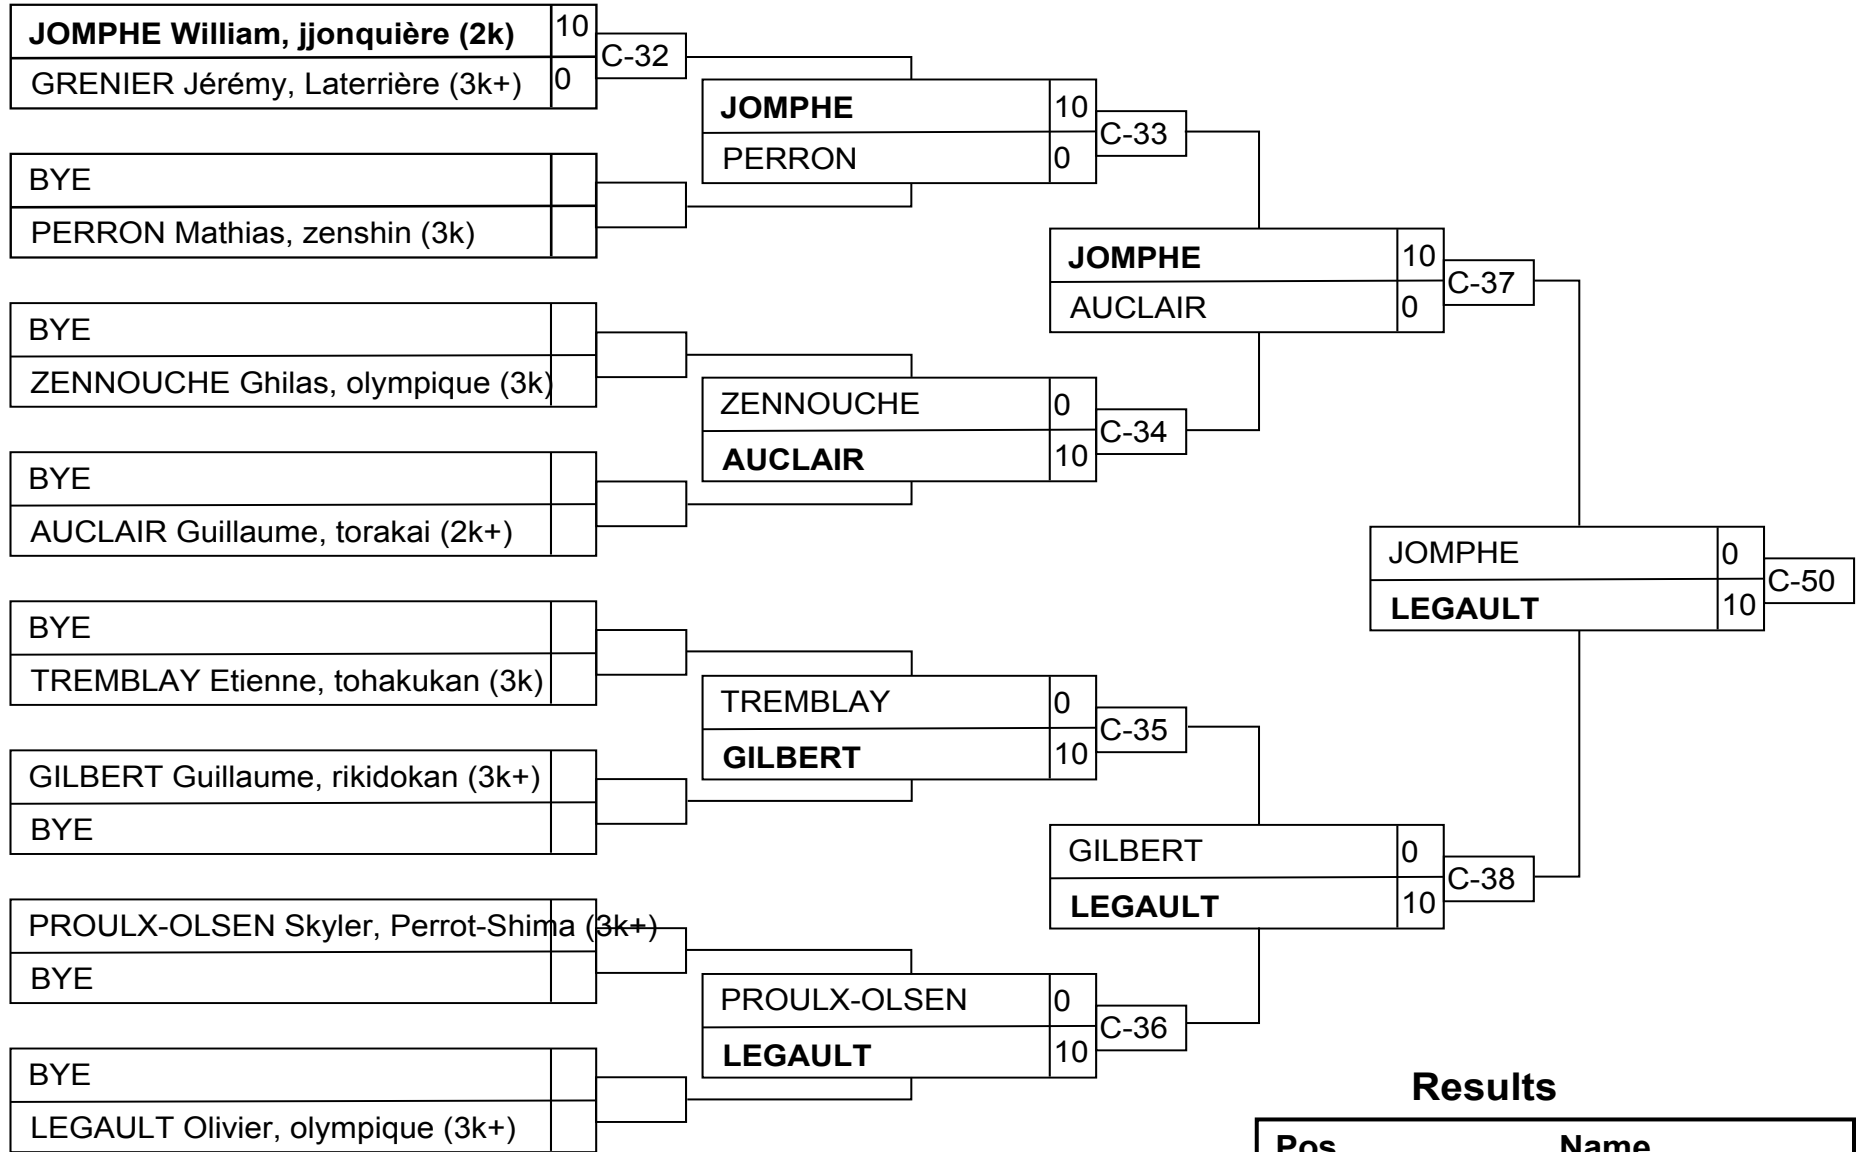 JOMPHE William, jjonquière (2k) 10
GRENIER Jérémy, Laterrière (3k+) 0
C-32
BYE
PERRON Mathias, zenshin (3k)
BYE
ZENNOUCHE Ghilas, olympique (3k)
BYE
AUCLAIR Guillaume, torakai (2k+)
BYE
TREMBLAY Etienne, tohakukan (3k)
GILBERT Guillaume, rikidokan (3k+)
BYE
PROULX-OLSEN Skyler, Perrot-Shima (3k+)
BYE
BYE
LEGAULT Olivier, olympique (3k+)
JOMPHE 10
PERRON 0
C-33
ZENNOUCHE 0
AUCLAIR 10
C-34
TREMBLAY 0
GILBERT 10
C-35
PROULX-OLSEN 0
LEGAULT 10
C-36
JOMPHE 10
AUCLAIR 0
C-37
GILBERT 0
LEGAULT 10
C-38
JOMPHE 0
LEGAULT 10
C-50
Results
Pos Name